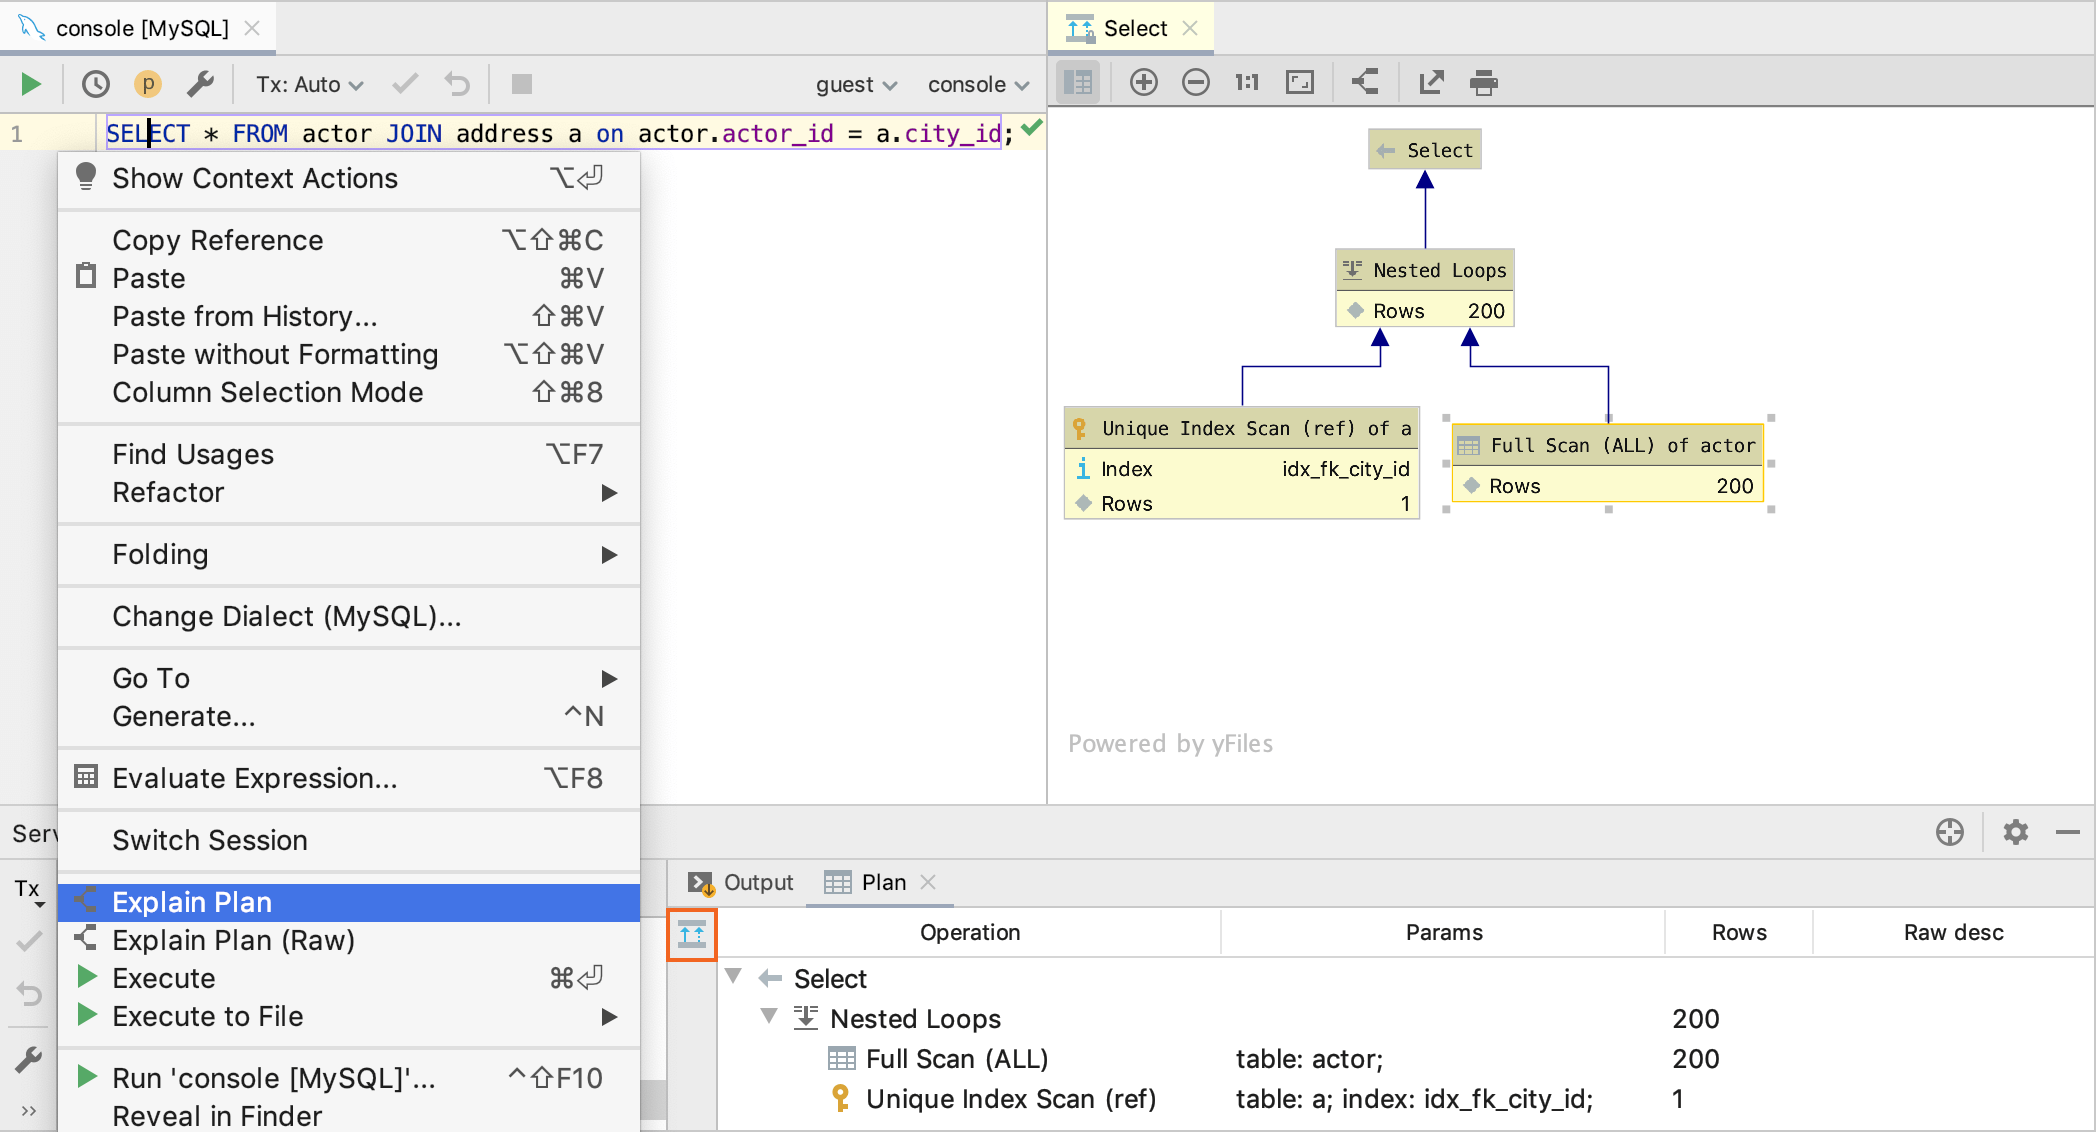 console [MySQL]
Select
p
Tx: Auto
guest
console
1:1
1
SELECT * FROM actor JOIN address a on actor.actor_id = a.city_id;
Show Context Actions ⌥⏎
Copy Reference ⌥⇧⌘C
Paste ⌘V
Paste from History... ⇧⌘V
Paste without Formatting ⌥⇧⌘V
Column Selection Mode ⇧⌘8
Find Usages ⌥F7
Refactor
Folding
Change Dialect (MySQL)...
Go To
Generate... ^N
Evaluate Expression... ⌥F8
Switch Session
Explain Plan
Explain Plan (Raw)
Execute ⌘⏎
Execute to File
Run 'console [MySQL]'... ^⇧F10
Reveal in Finder
Select
Nested Loops
Rows 200
Unique Index Scan (ref) of a
Index idx_fk_city_id
Rows 1
Full Scan (ALL) of actor
Rows 200
Powered by yFiles
Serv
Tx
Output
Plan
Operation Params Rows Raw desc
Select
Nested Loops 200
Full Scan (ALL) table: actor; 200
Unique Index Scan (ref) table: a; index: idx_fk_city_id; 1